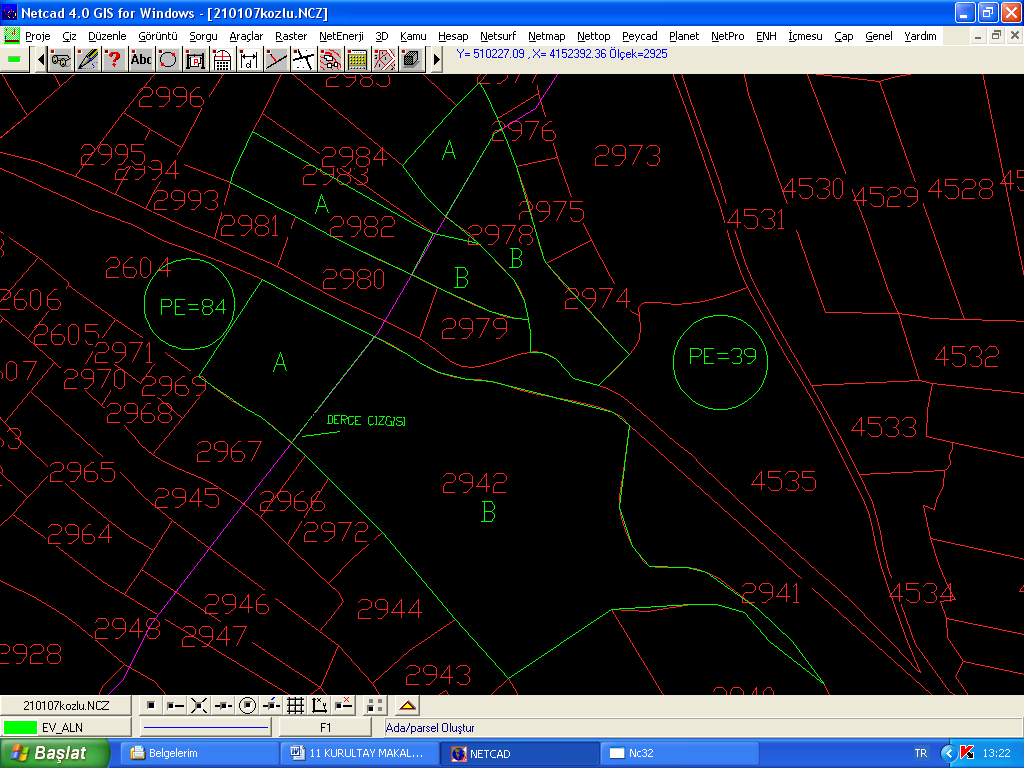 Netcad 4.0 GIS for Windows - [210107kozlu.NCZ]
Proje Çiz Düzenle Görüntü Sorgu Araçlar Raster NetEnerji 3D Kamu Hesap Netsurf Netmap Nettop Peycad Planet NetPro ENH İçmesu Çap Genel Yardım
Abc
Y= 510227.09 ,X= 4152392.36 Ölçek=2925
2996
2976
2995
2994
2984
2983
A
2973
2993
A
2981
2982
2975
2978
4531
4530
4529
4528
2604
2980
B
B
2606
PE=84
2974
2605
2979
PE=39
2971
A
4532
2970
2969
2968
DERCE CIZGISI
4533
2967
2965
2942
4535
2945
2966
B
2964
2972
2941
4534
2946
2944
2948
2947
2928
2943
210107kozlu.NCZ
EV_ALN
F1
Ada/parsel Oluştur
Başlat
Belgelerim
11 KURULTAY MAKAL...
NETCAD
Nc32
TR
13:22